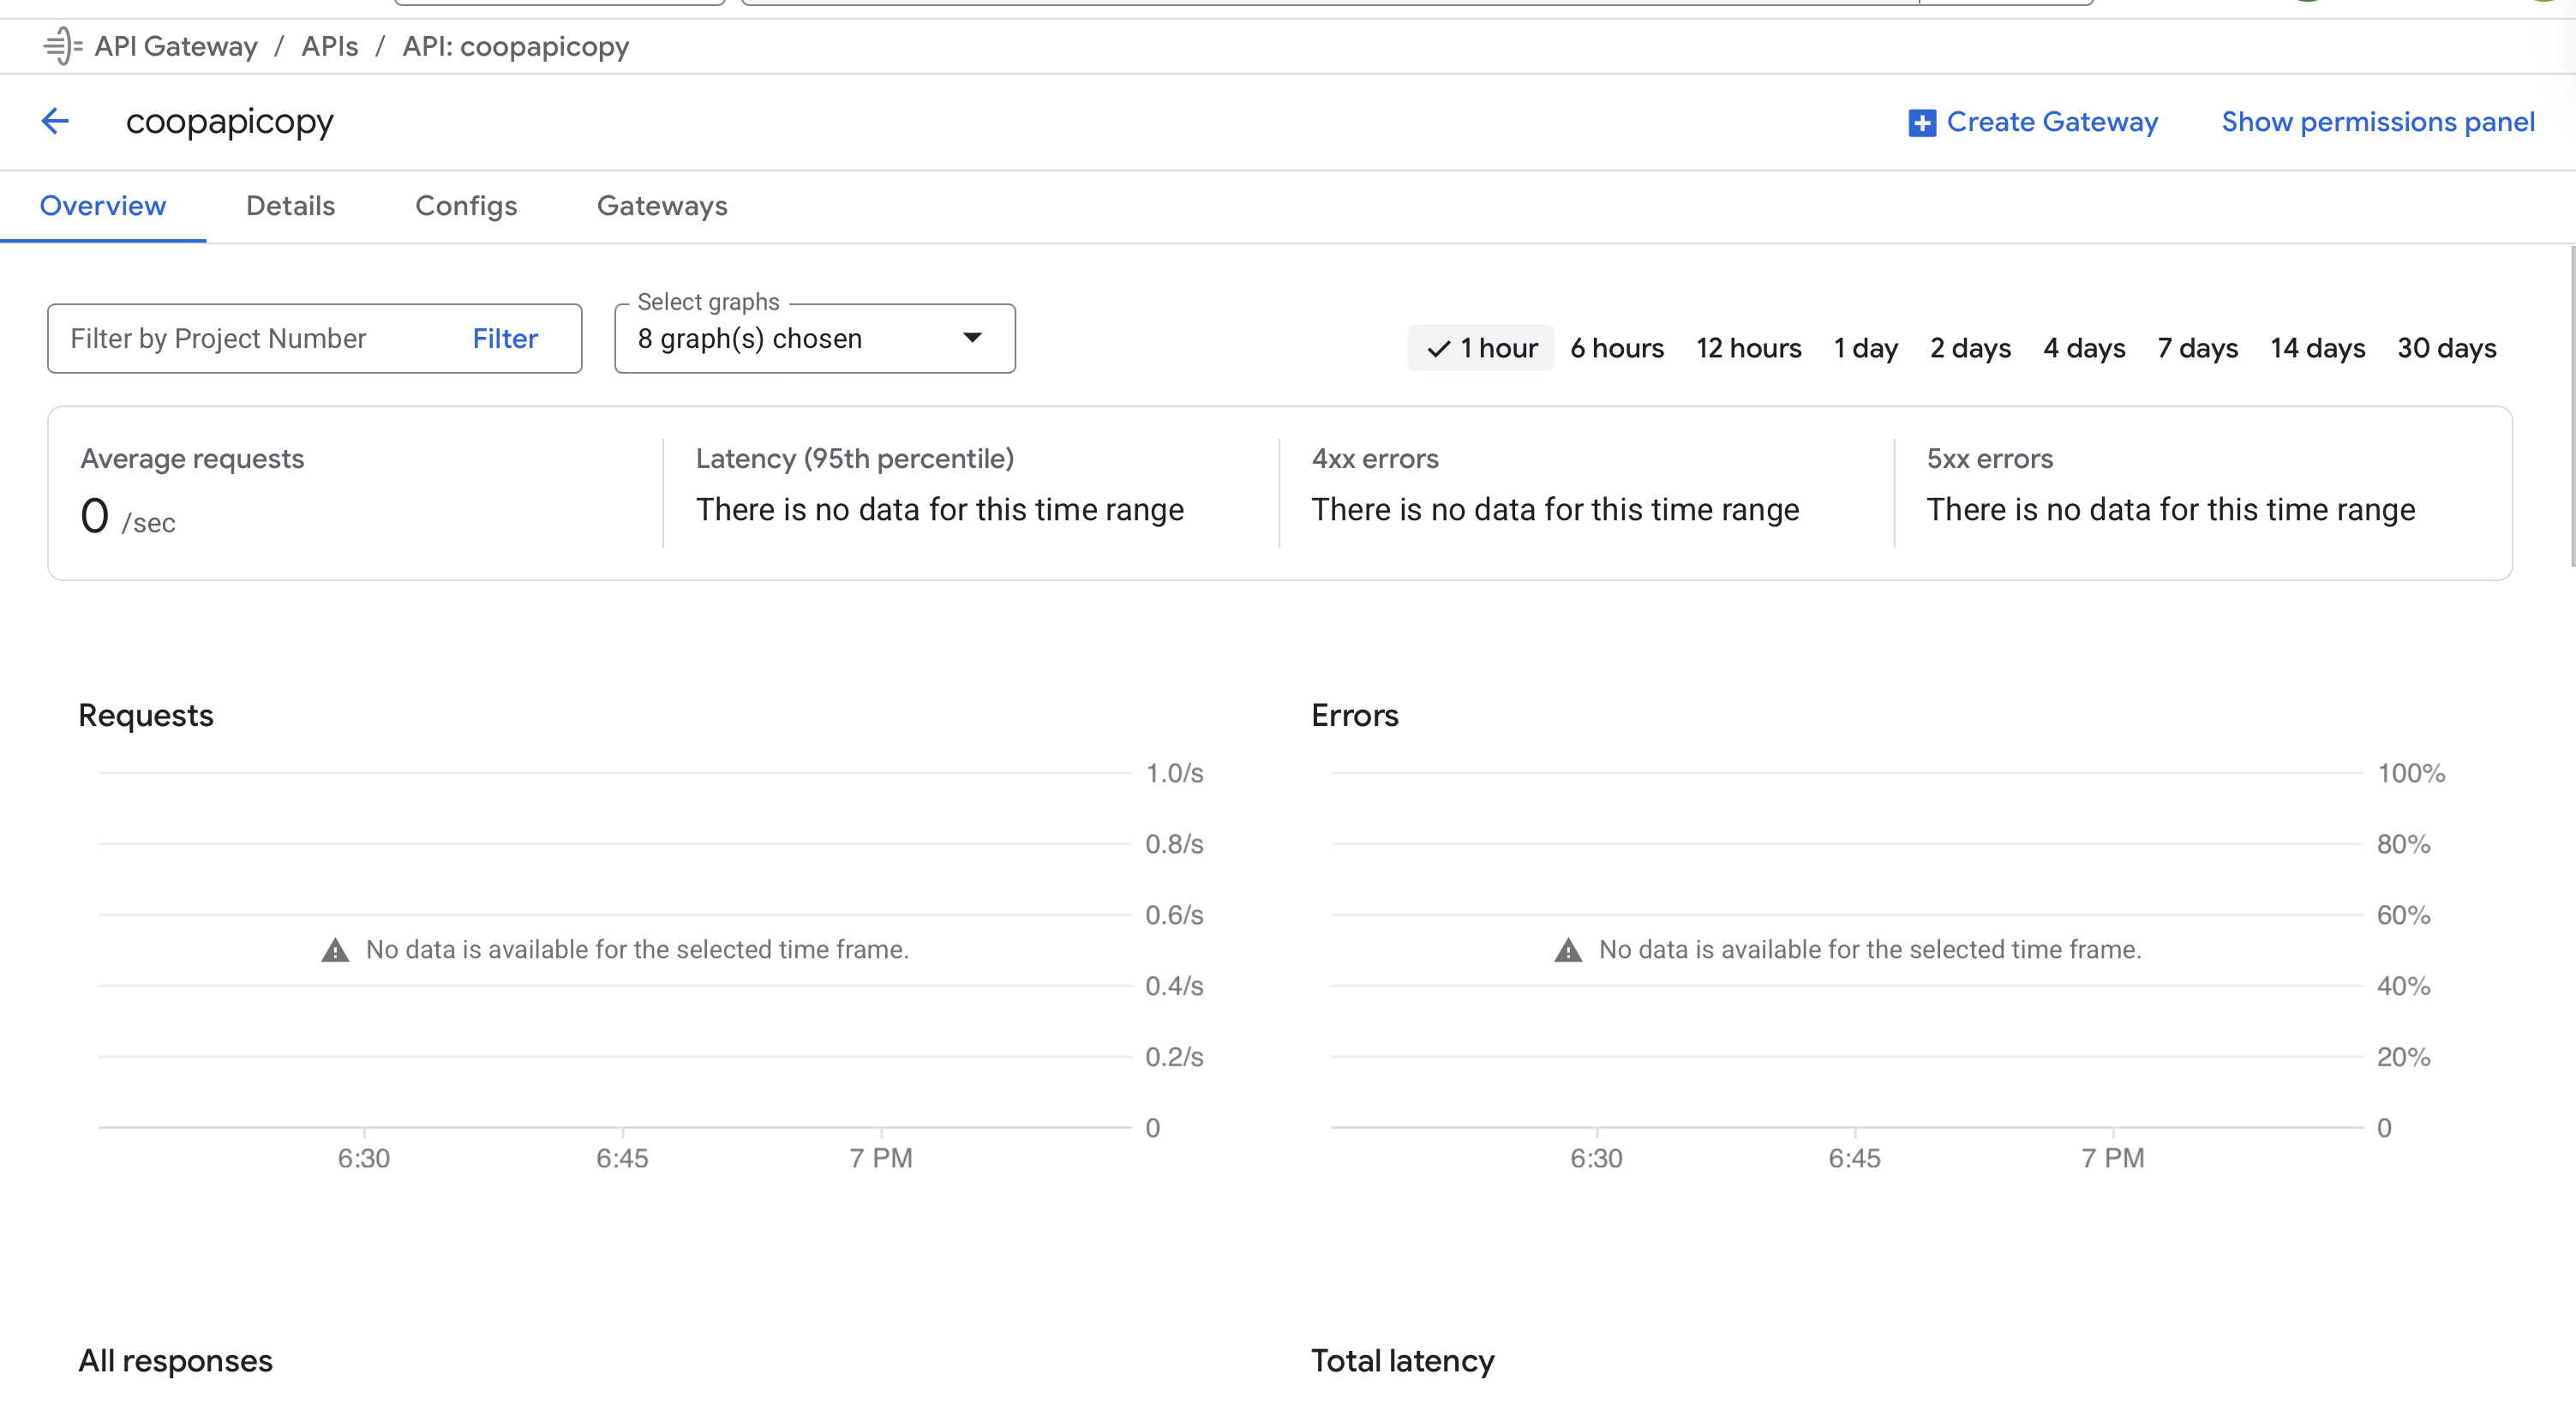 API Gateway / APIs / API: coopapicopy
coopapicopy
Create Gateway
Show permissions panel
Overview
Details
Configs
Gateways
Filter by Project Number
Filter
Select graphs
8 graph(s) chosen
1 hour
6 hours
12 hours
1 day
2 days
4 days
7 days
14 days
30 days
Average requests
0 /sec
Latency (95th percentile)
There is no data for this time range
4xx errors
There is no data for this time range
5xx errors
There is no data for this time range
Requests
1.0/s
0.8/s
0.6/s
No data is available for the selected time frame.
0.4/s
0.2/s
0
6:30
6:45
7 PM
Errors
100%
80%
60%
No data is available for the selected time frame.
40%
20%
0
6:30
6:45
7 PM
All responses
Total latency